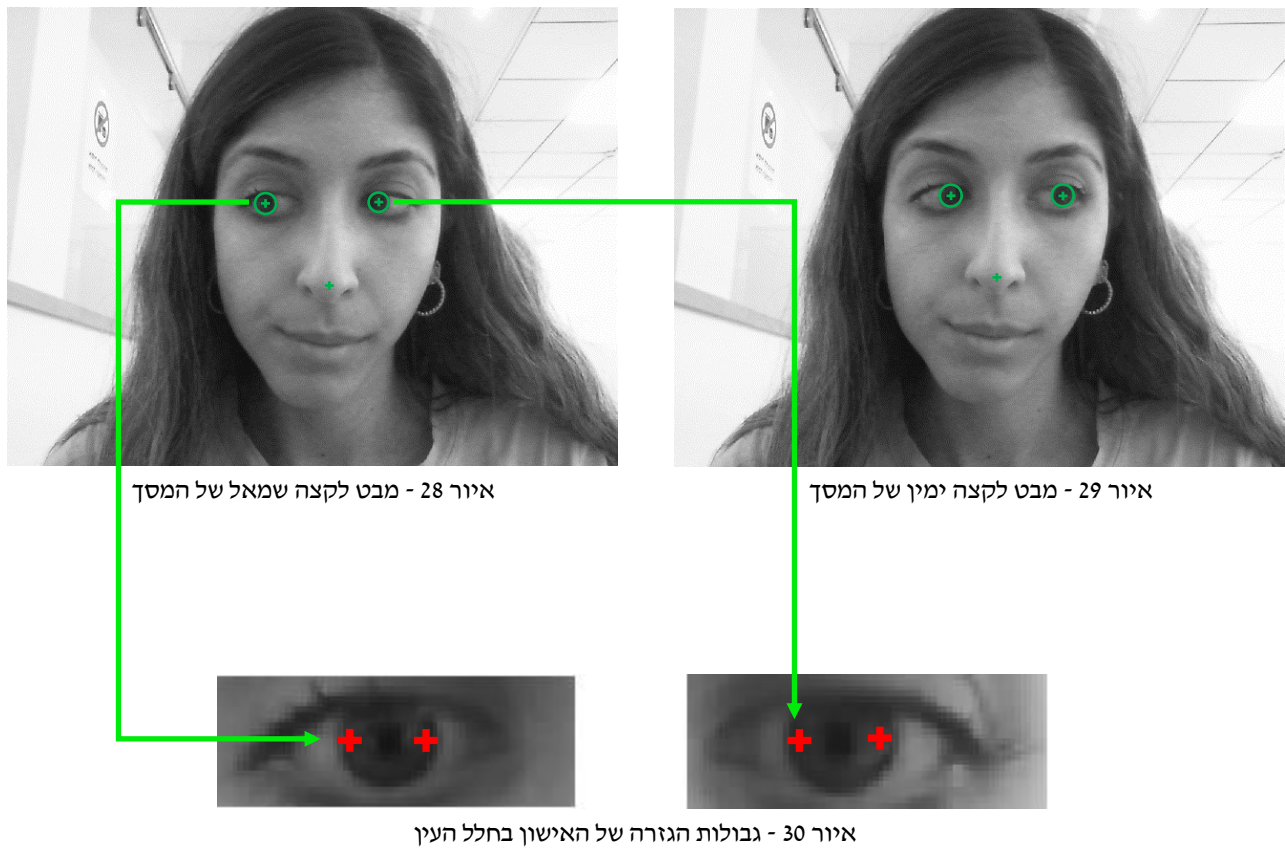 איור 28 - מבט לקצה שמאל של המסך
איור 29 - מבט לקצה ימין של המסך
איור 30 - גבולות הגזרה של האישון בחלל העין